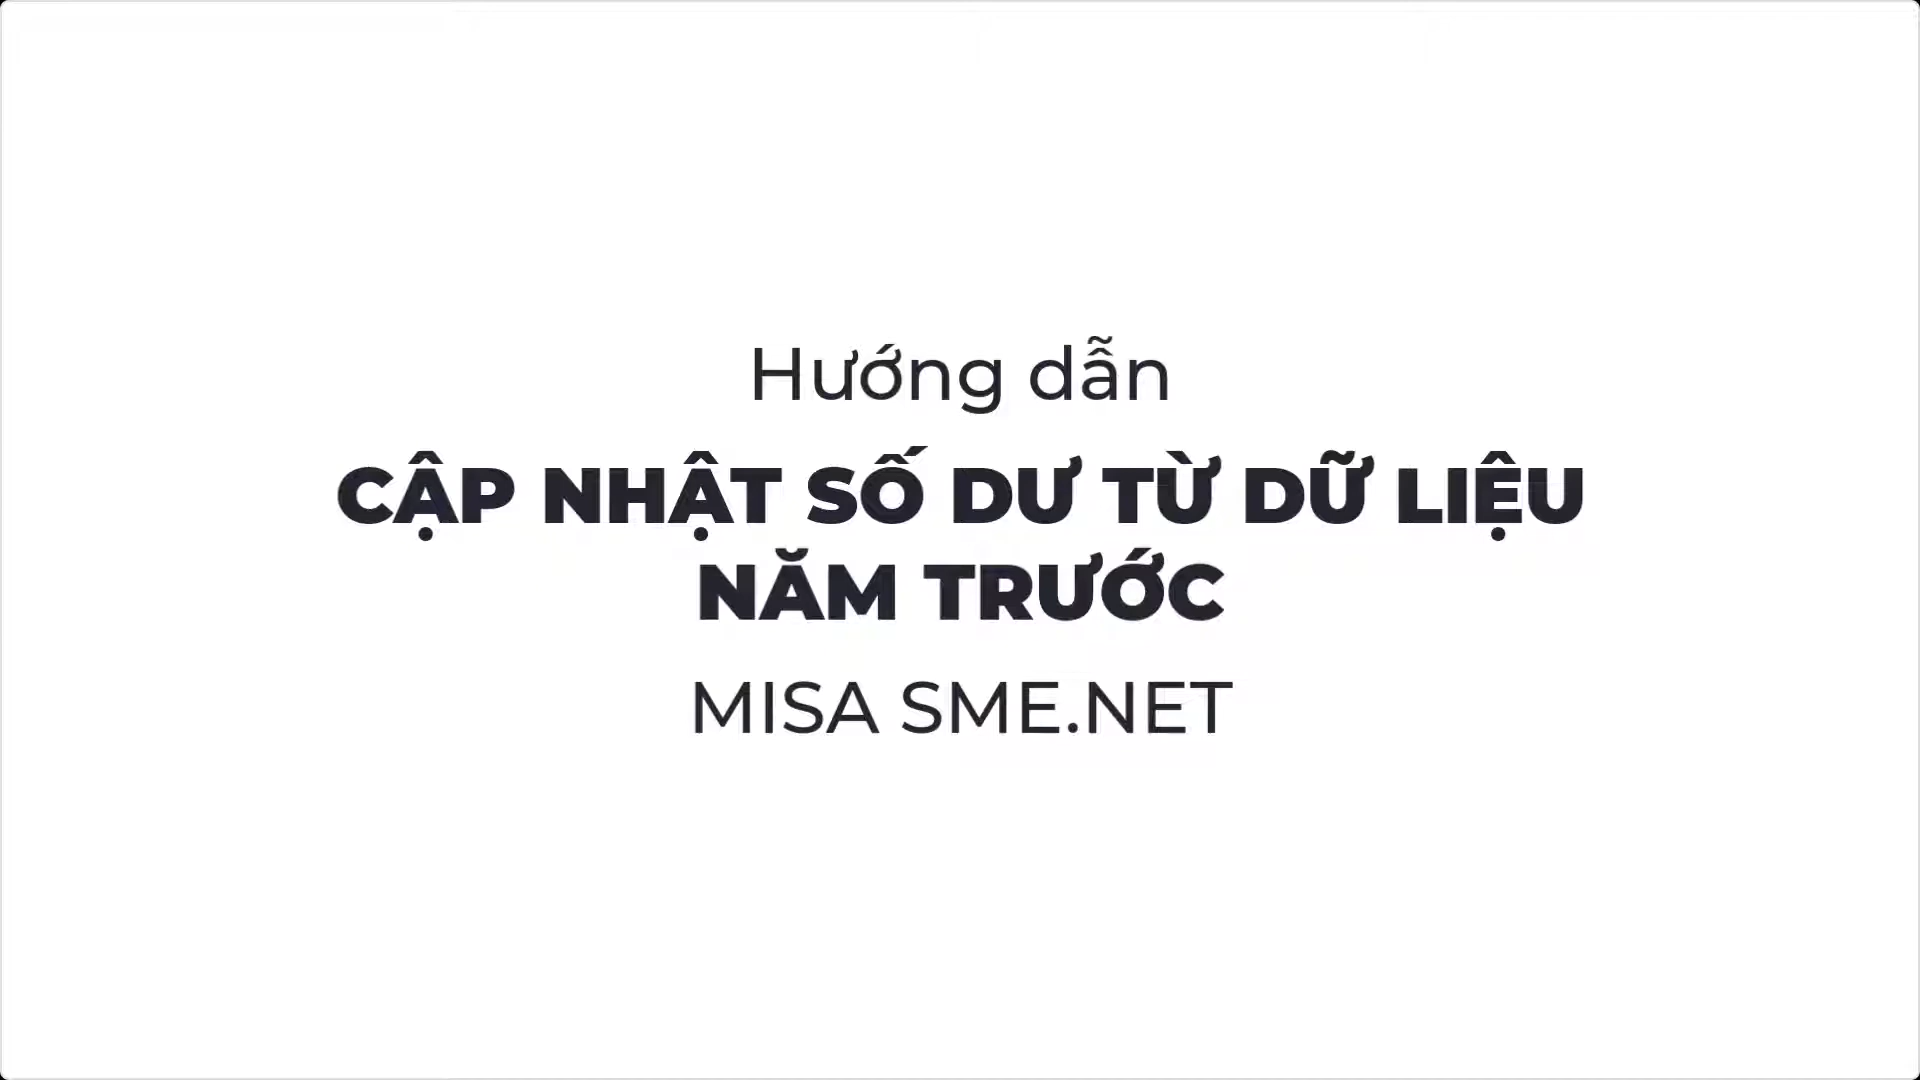 Hướng dẫn
CẬP NHẬT SỐ DƯ TỪ DỮ LIỆU
NĂM TRƯỚC
MISA SME.NET